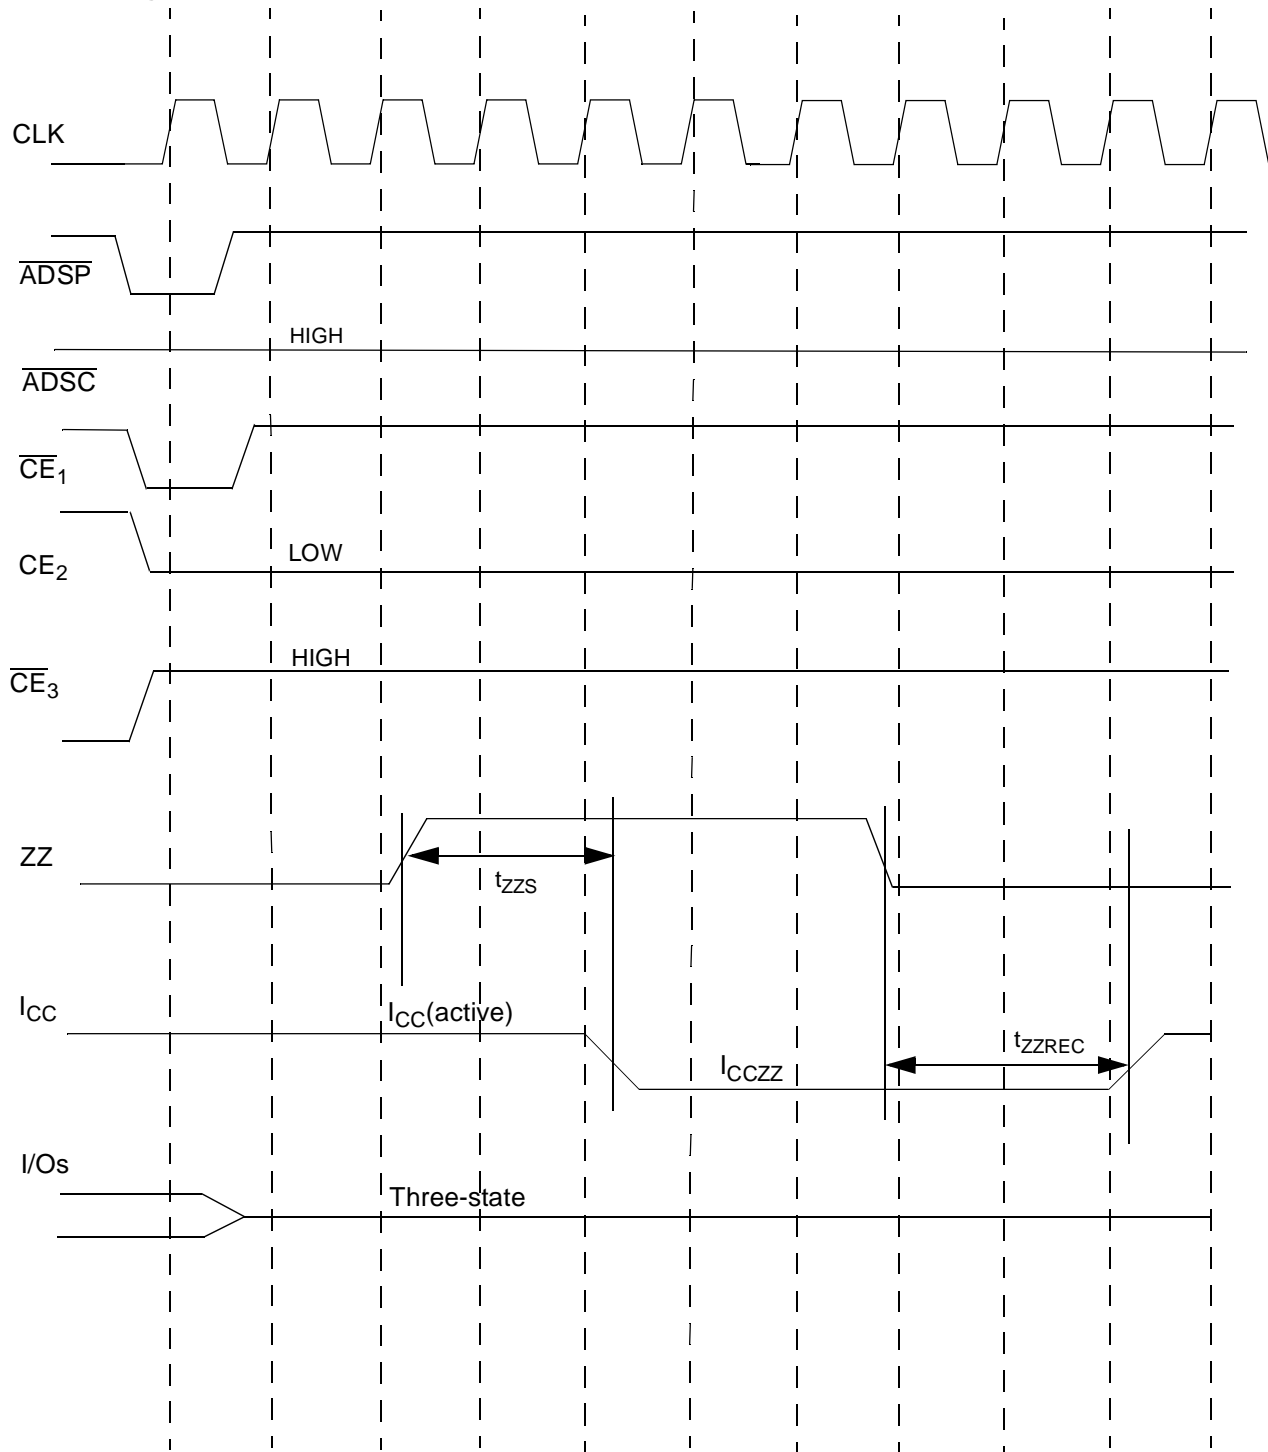 CLK
ADSP
HIGH
ADSC
CE1
LOW
CE2
HIGH
CE3
ZZ
tZZS
ICC
ICC(active)
tZZREC
ICCZZ
I/Os
Three-state